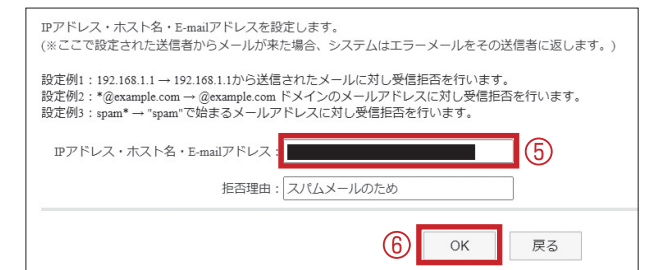 IPアドレス・ホスト名・E-mailアドレスを設定します。
(※ここで設定された送信者からメールが来た場合、システムはエラーメールをその送信者に返します。)
設定例1：192.168.1.1 → 192.168.1.1から送信されたメールに対し受信拒否を行います。
設定例2：*@example.com → @example.com ドメインのメールアドレスに対し受信拒否を行います。
設定例3：spam* → "spam"で始まるメールアドレスに対し受信拒否を行います。
IPアドレス・ホスト名・E-mailアドレス： ⑤
拒否理由：スパムメールのため
⑥ OK 戻る